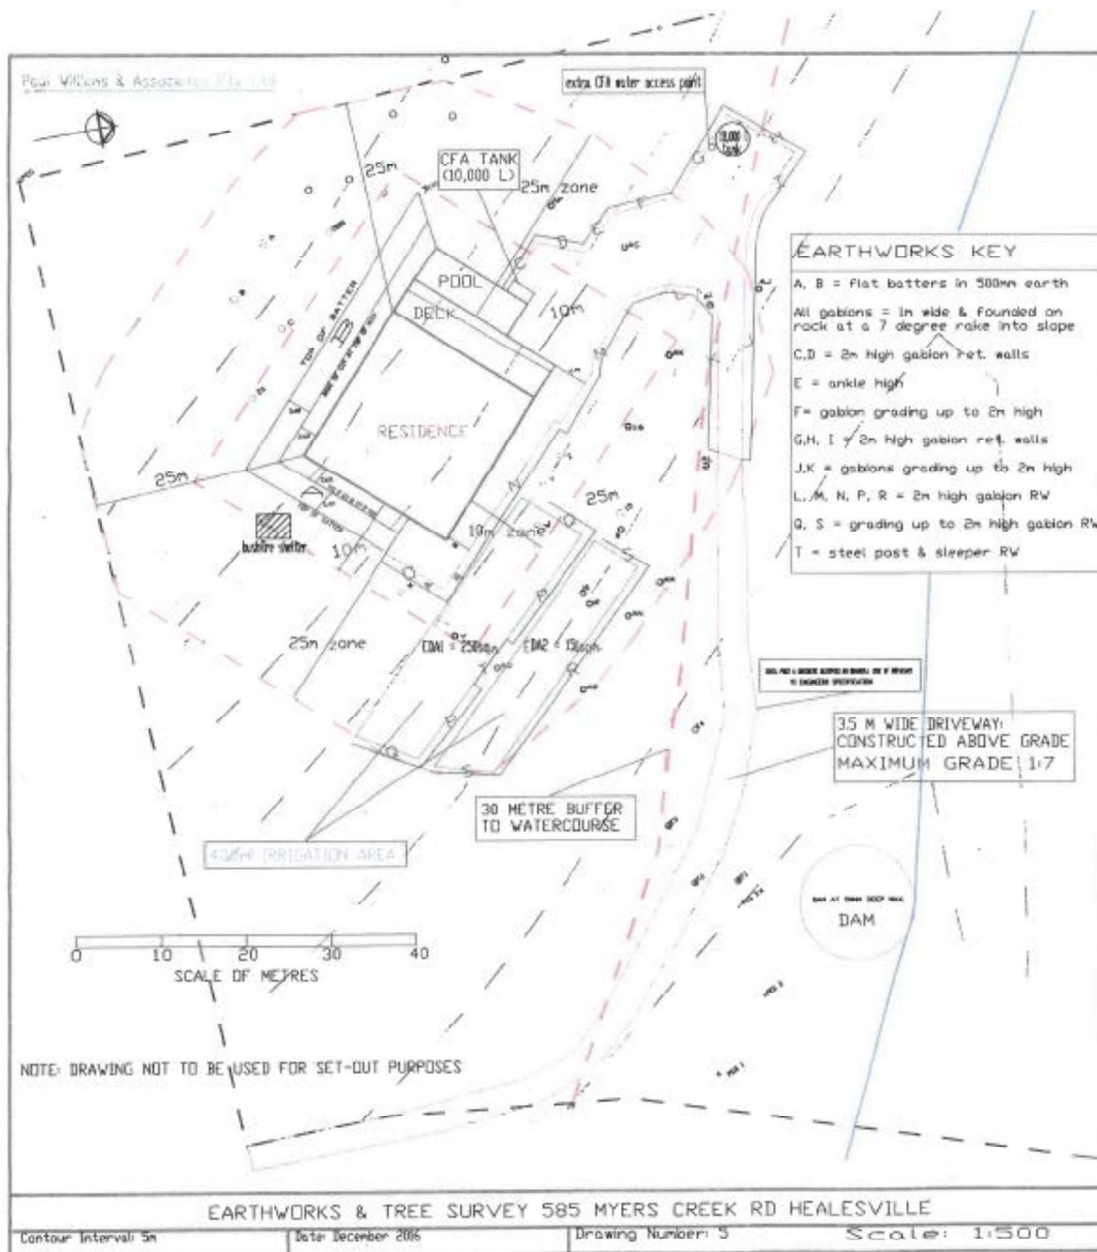 Paul Williams & Associates Pty Ltd
extra CFA water access point
CFA TANK
(10,000 L)
tank
25m
25m zone
POOL
DECK
10m
TOP OF BATTER
RESIDENCE
25m
bushfire shelter
10m
10m zone
25m
25m zone
EDA1 = 250sqm
EDA2 = 150sqm
EARTHWORKS KEY
A, B = flat batters in 500mm earth
All gabions = 1m wide & founded on
rock at a 7 degree rake into slope
C,D = 2m high gabion ret. walls
E = ankle high
F= gabion grading up to 2m high
G,H, I = 2m high gabion ret. walls
J,K = gabions grading up to 2m high
L, M, N, P, R = 2m high gabion RW
Q, S = grading up to 2m high gabion RW
T = steel post & sleeper RW
TO ENGINEERS SPECIFICATION
3.5 M WIDE DRIVEWAY:
CONSTRUCTED ABOVE GRADE
MAXIMUM GRADE 1:7
30 METRE BUFFER
TO WATERCOURSE
IRRIGATION AREA
DAM
0 10 20 30 40
SCALE OF METRES
NOTE: DRAWING NOT TO BE USED FOR SET-OUT PURPOSES
EARTHWORKS & TREE SURVEY 585 MYERS CREEK RD HEALESVILLE
Contour Interval: 5m
Date: December 2006
Drawing Number: 5
Scale: 1:500